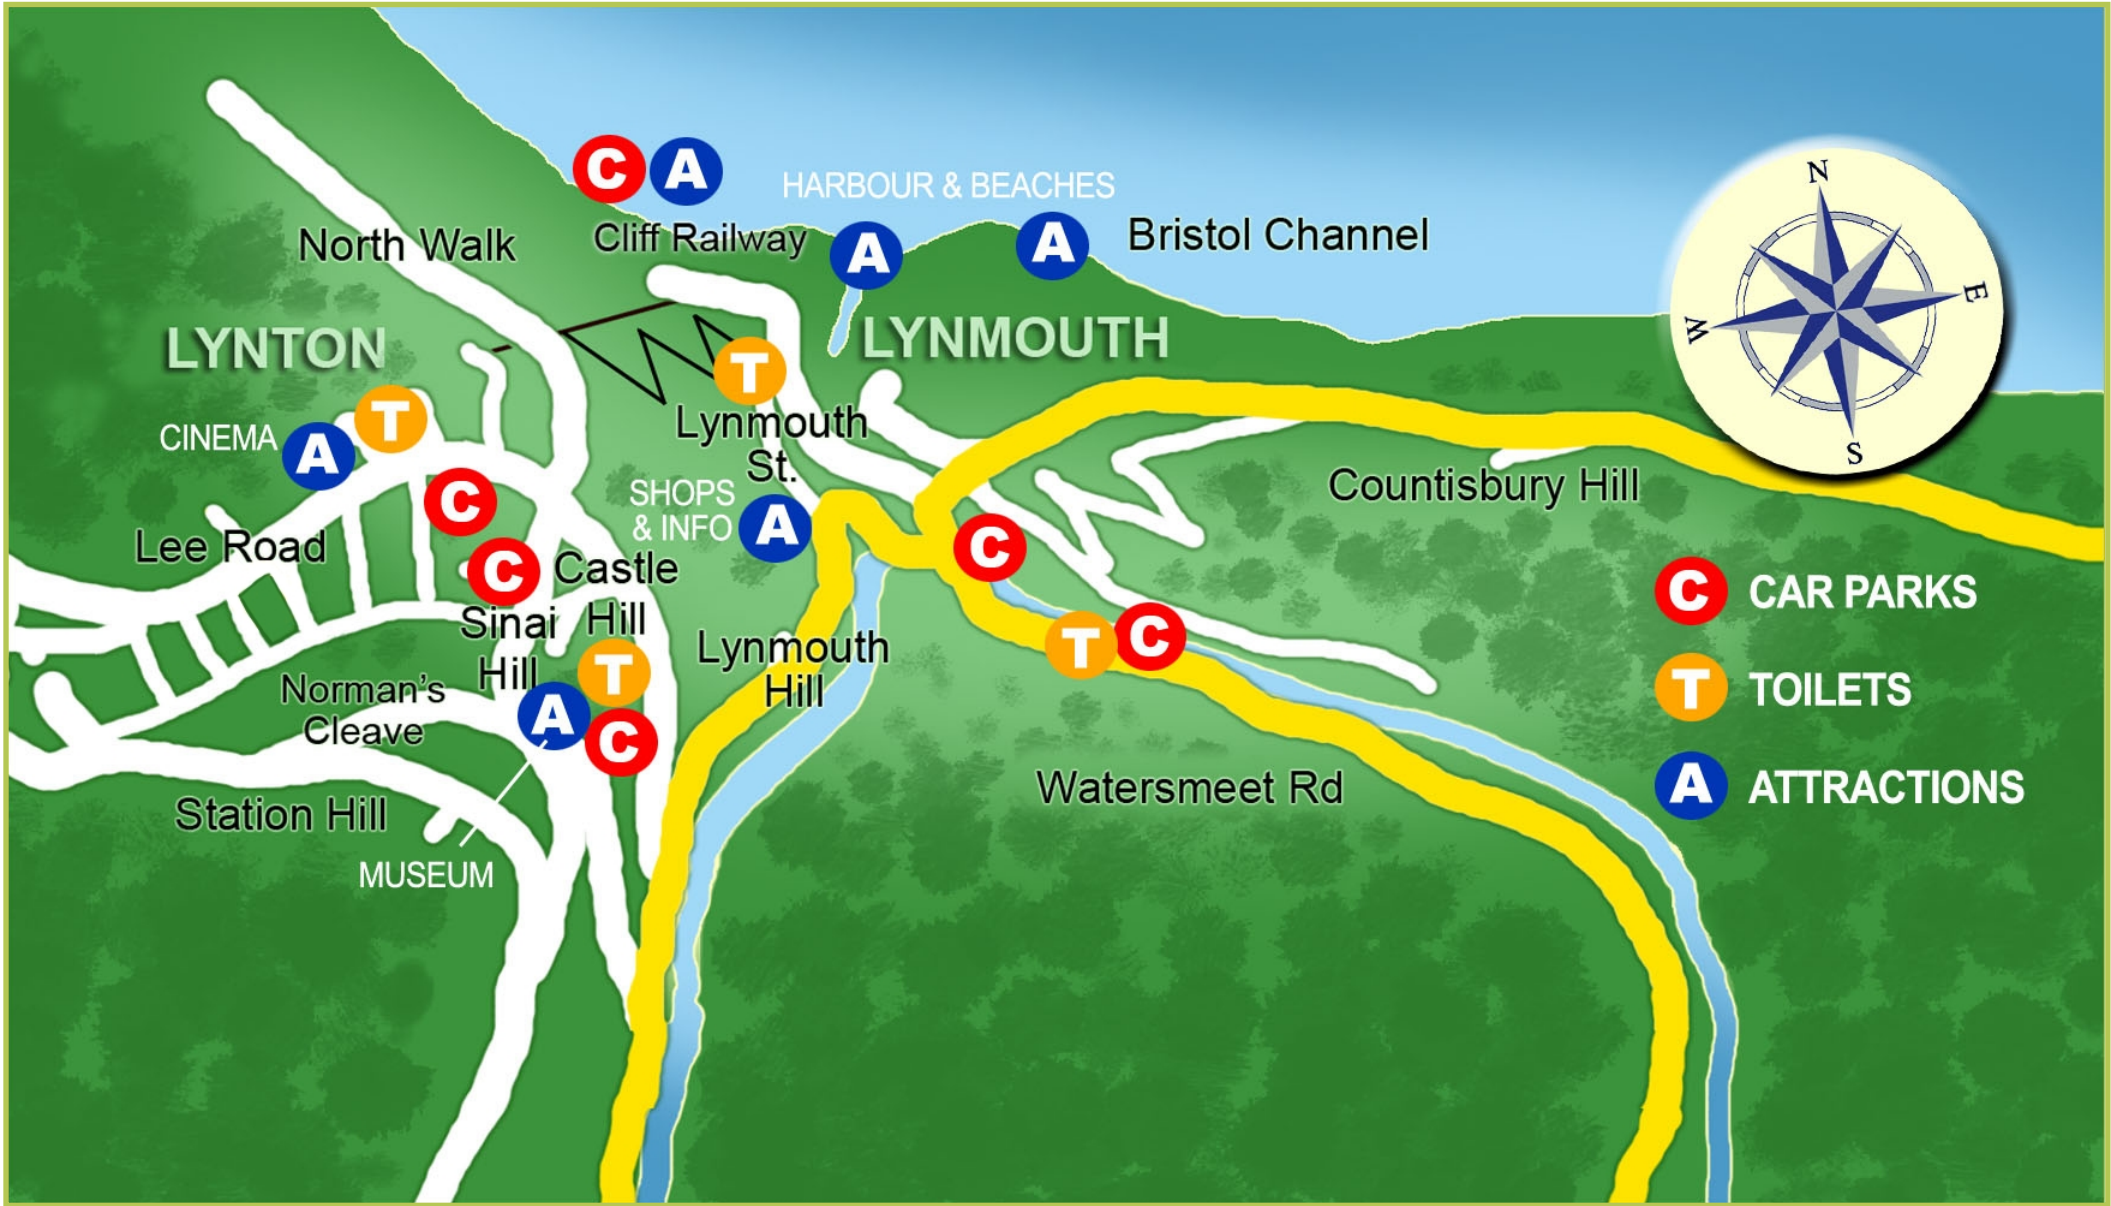 N
C A
HARBOUR & BEACHES
North Walk
Cliff Railway
A
A
Bristol Channel
E
W
LYNTON
LYNMOUTH
T
CINEMA
A
T
Lynmouth
St.
S
SHOPS
& INFO
A
C
Countisbury Hill
Lee Road
C
Castle
Hill
C
C CAR PARKS
Sinai
Hill
Lynmouth
Hill
T C
T
Norman's
Cleave
A
C
T TOILETS
Station Hill
Watersmeet Rd
A ATTRACTIONS
MUSEUM